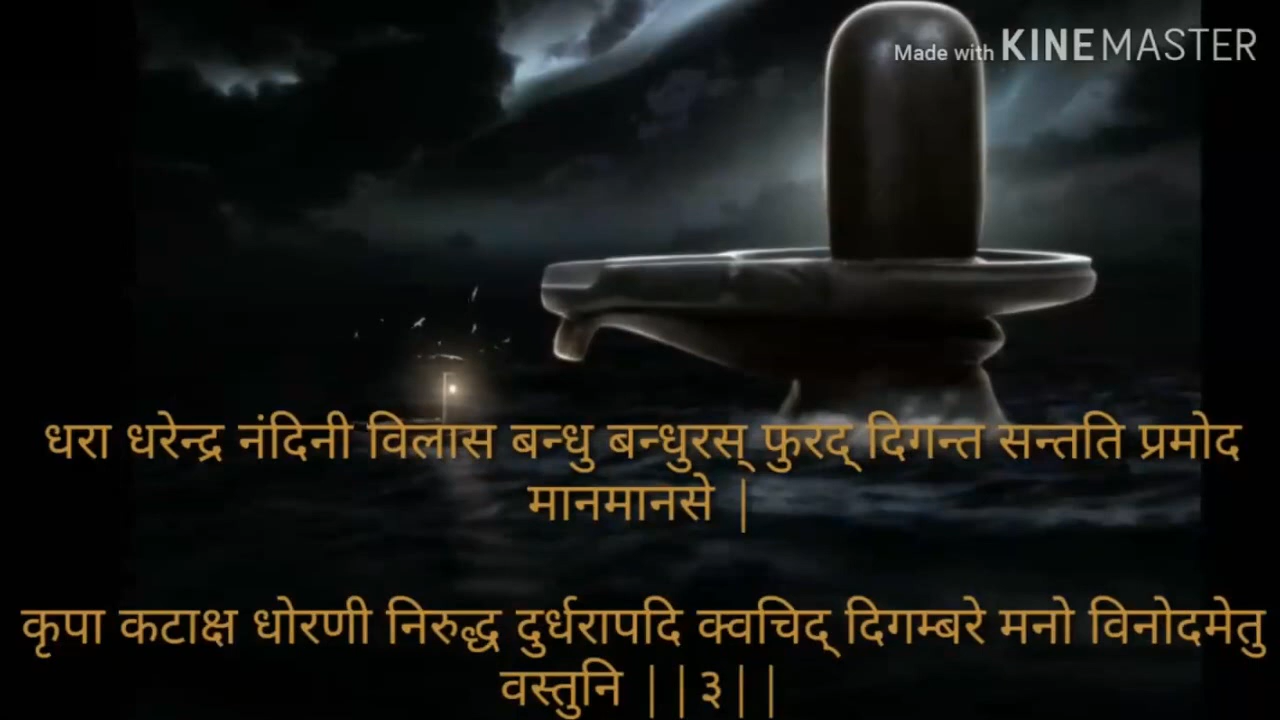 Made with KINEMASTER
धरा धरेन्द्र नंदिनी विलास बन्धु बन्धुरस् फुरद् दिगन्त सन्तति प्रमोद
मानमानसे |
कृपा कटाक्ष धोरणी निरुद्ध दुर्धरापदि क्वचिद् दिगम्बरे मनो विनोदमेतु
वस्तुनि ||३||